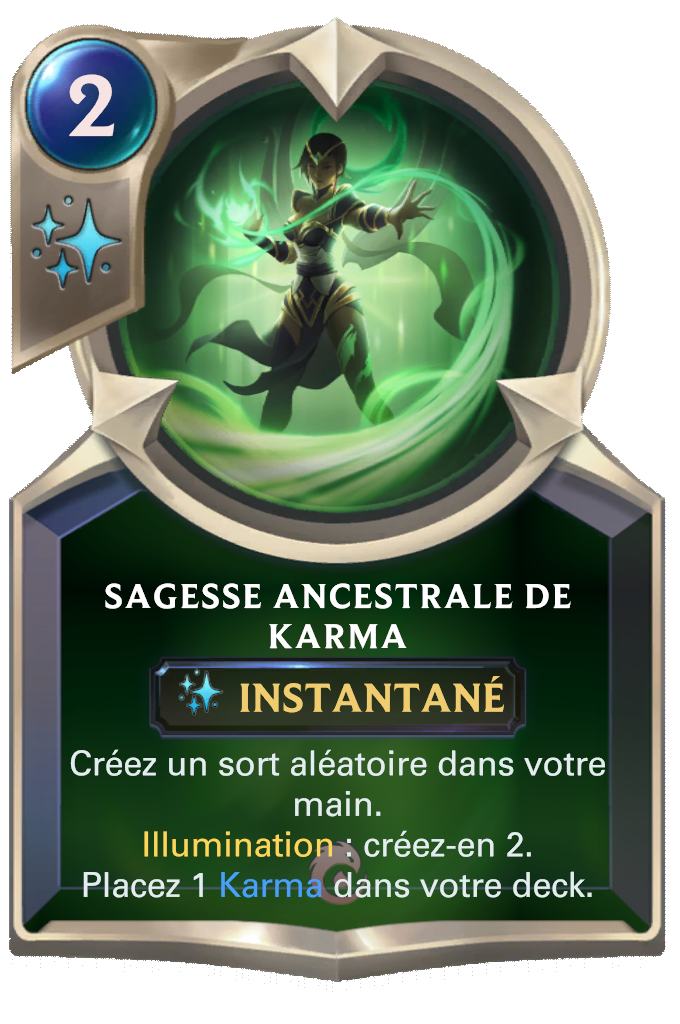 2
SAGESSE ANCESTRALE DE
KARMA
INSTANTANÉ
Créez un sort aléatoire dans votre
main.
Illumination : créez-en 2.
Placez 1 Karma dans votre deck.